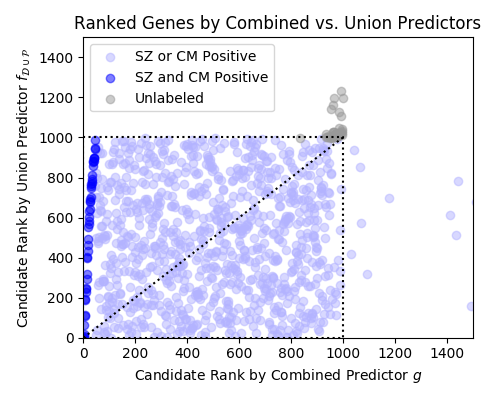 Ranked Genes by Combined vs. Union Predictors
SZ or CM Positive
SZ and CM Positive
Unlabeled
Candidate Rank by Union Predictor f_{𝒟∪𝒫}
1400
1200
1000
800
600
400
200
0
0 200 400 600 800 1000 1200 1400
Candidate Rank by Combined Predictor g